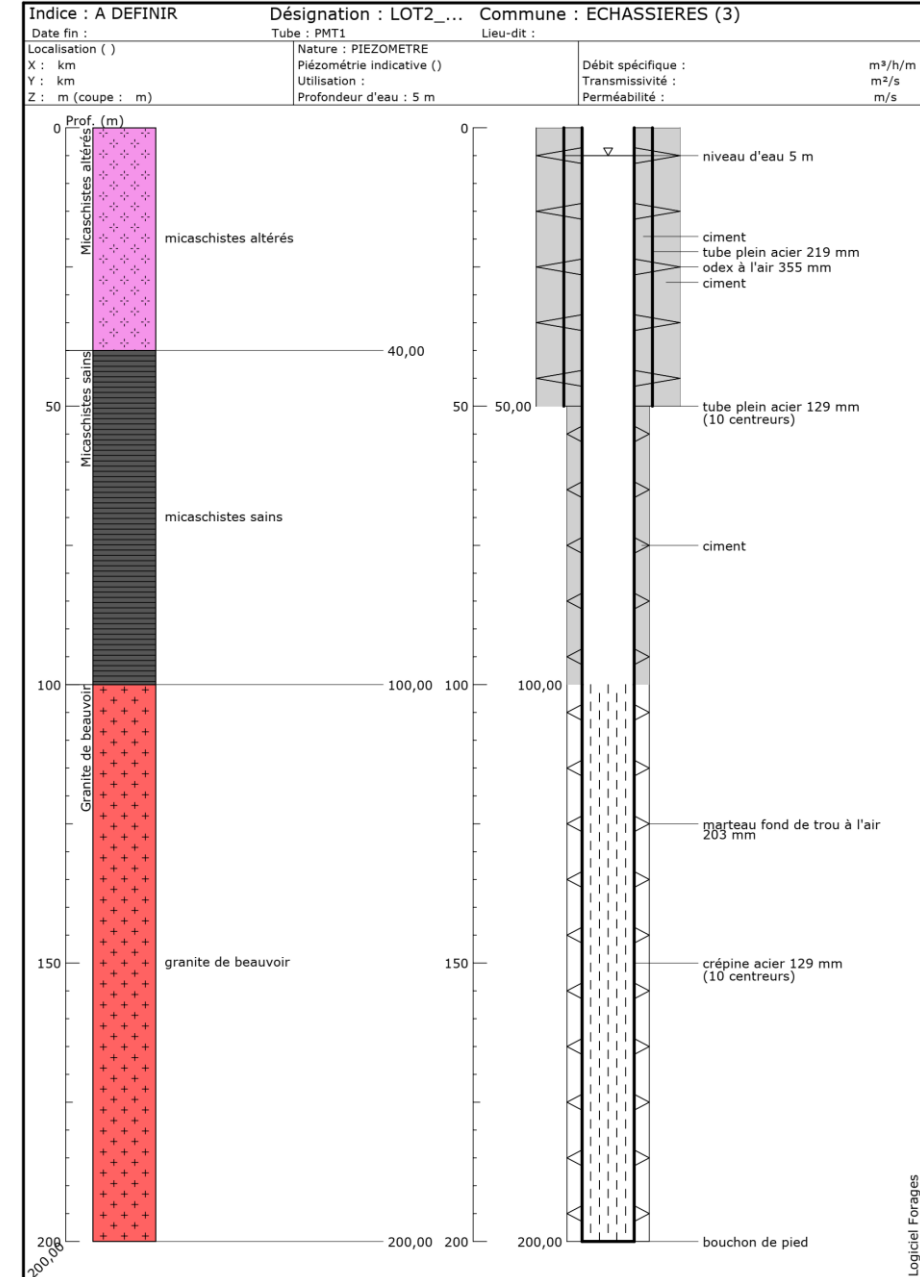 Indice : A DEFINIR Désignation : LOT2_... Commune : ECHASSIERES (3)
Date fin : Tube : PMT1 Lieu-dit :
Localisation ( ) Nature : PIEZOMETRE
X : km Piézométrie indicative () Débit spécifique : m³/h/m
Y : km Utilisation : Transmissivité : m²/s
Z : m (coupe : m) Profondeur d'eau : 5 m Perméabilité : m/s
Prof. (m)
0
Micaschistes altérés
micaschistes altérés
40,00
Micaschistes sains
50
micaschistes sains
100
100,00
Granite de beauvoir
150
granite de beauvoir
200
200,00
200,00
0
niveau d'eau 5 m
ciment
tube plein acier 219 mm
odex à l'air 355 mm
ciment
50
50,00
tube plein acier 129 mm
(10 centreurs)
ciment
100
100,00
marteau fond de trou à l'air
203 mm
150
crépine acier 129 mm
(10 centreurs)
200
200,00
bouchon de pied
Logiciel Forages